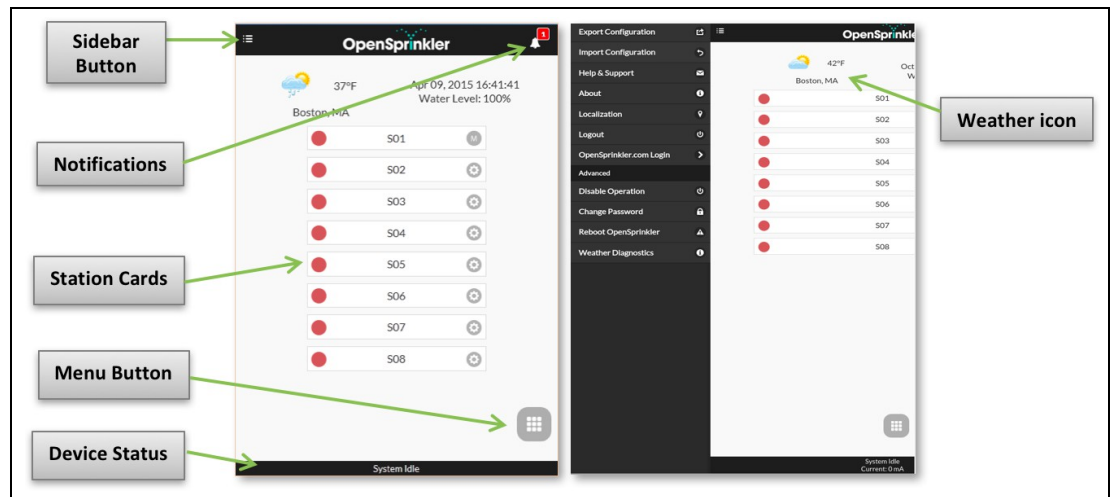 Sidebar
Button
Notifications
Station Cards
Menu Button
Device Status
OpenSprinkler
1
37°F
Apr 09, 2015 16:41:41
Water Level: 100%
Boston, MA
S01
M
S02
S03
S04
S05
S06
S07
S08
System Idle
Export Configuration
Import Configuration
Help & Support
About
Localization
Logout
OpenSprinkler.com Login
Advanced
Disable Operation
Change Password
Reboot OpenSprinkler
Weather Diagnostics
OpenSprinkle
42°F
Oct
W
Boston, MA
S01
S02
S03
S04
S05
S06
S07
S08
System Idle
Current: 0 mA
Weather icon